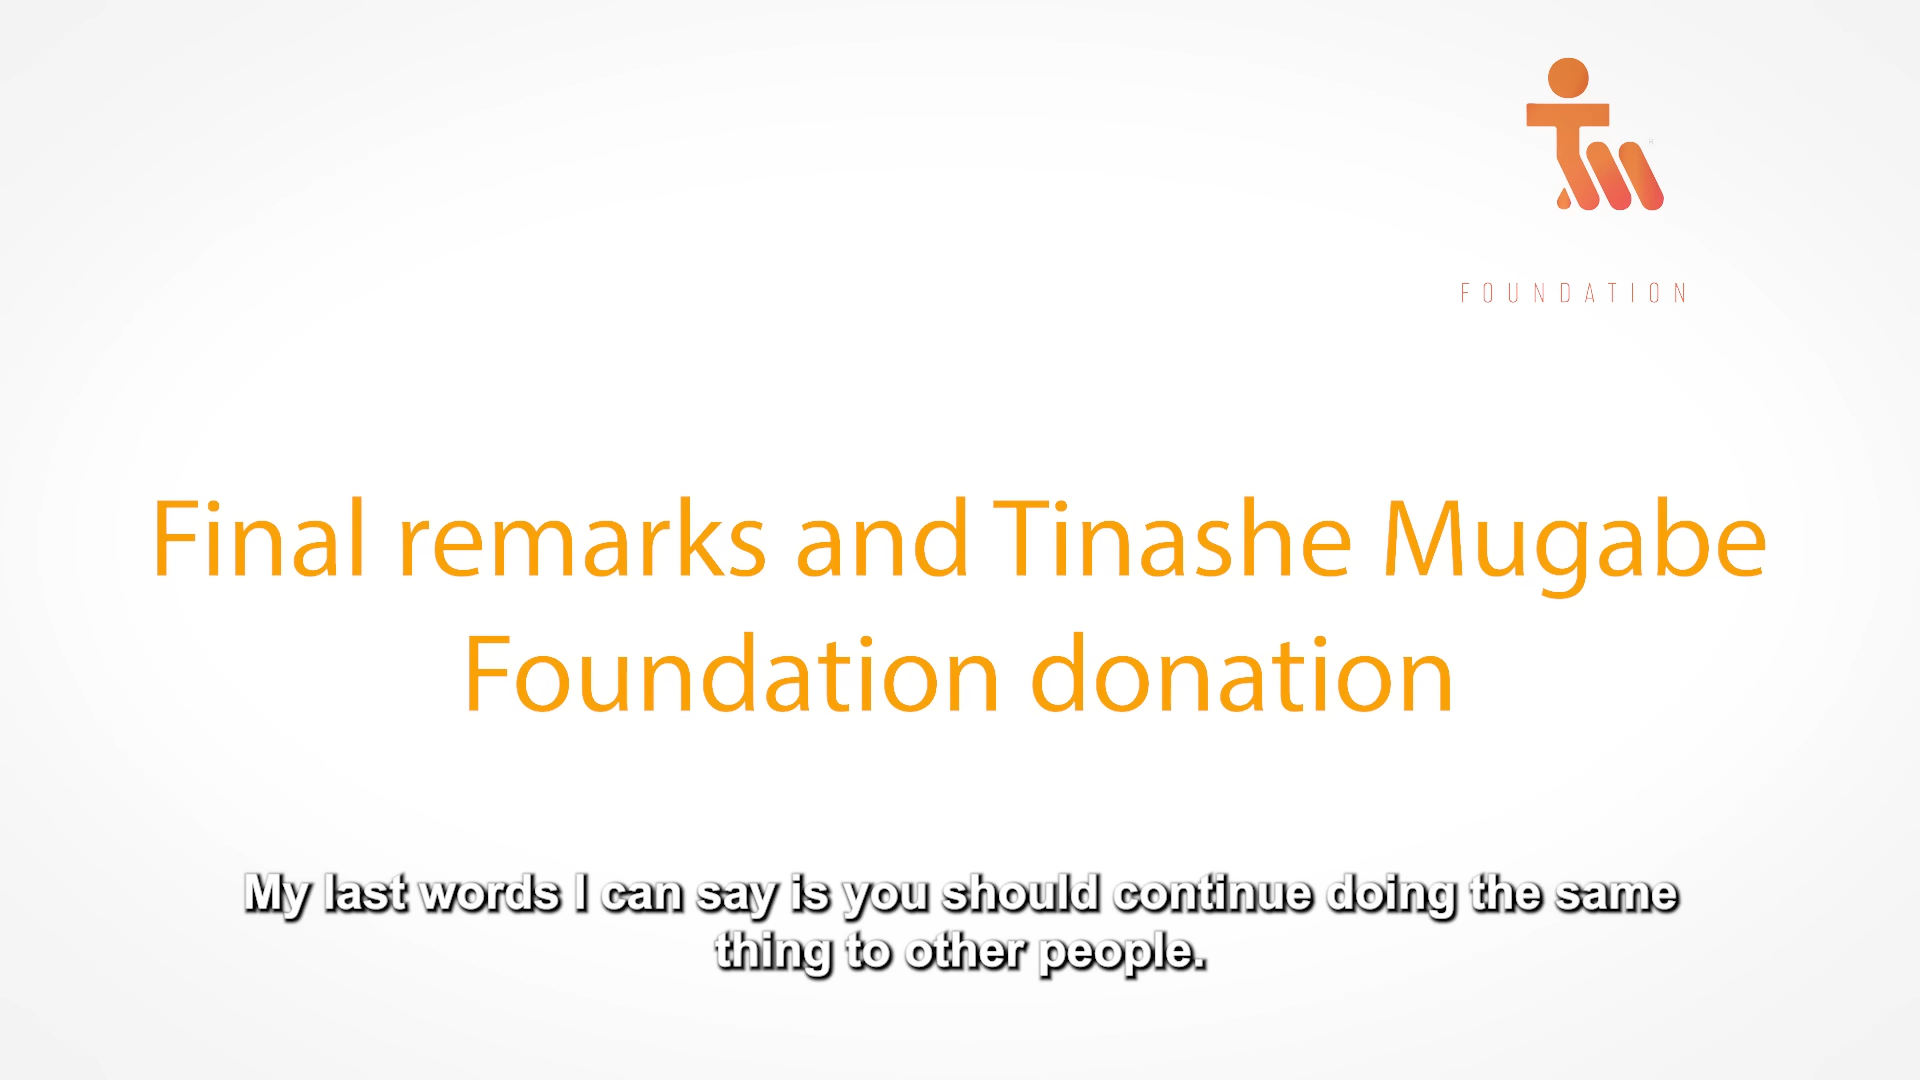 Tm
FOUNDATION
Final remarks and Tinashe Mugabe
Foundation donation
My last words I can say is you should continue doing the same
thing to other people.